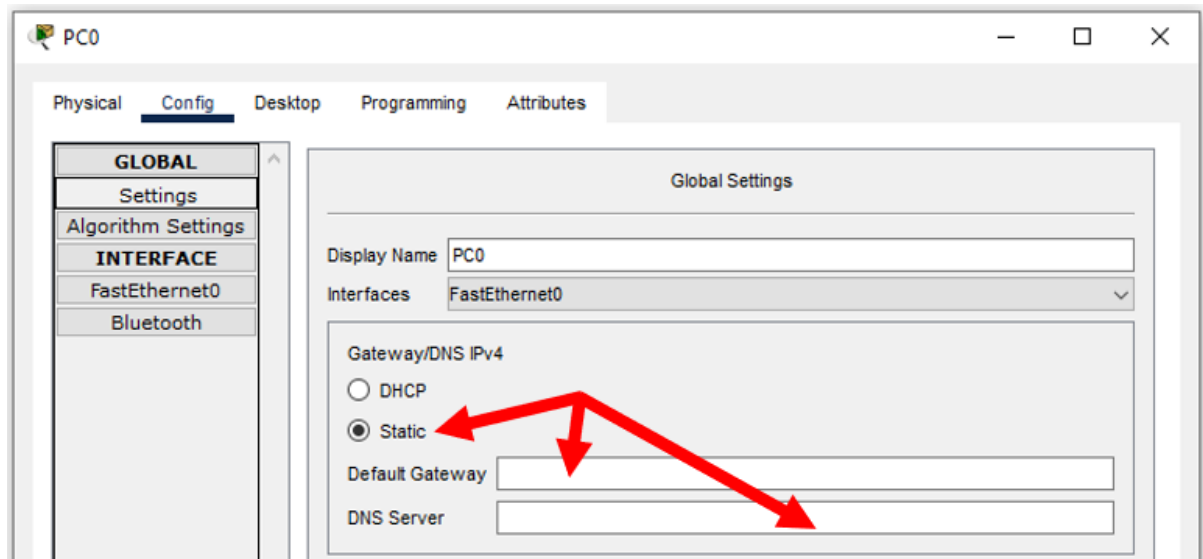 PC0
Physical Config Desktop Programming Attributes
GLOBAL
Settings
Algorithm Settings
INTERFACE
FastEthernet0
Bluetooth
Global Settings
Display Name PC0
Interfaces FastEthernet0
Gateway/DNS IPv4
DHCP
Static
Default Gateway
DNS Server